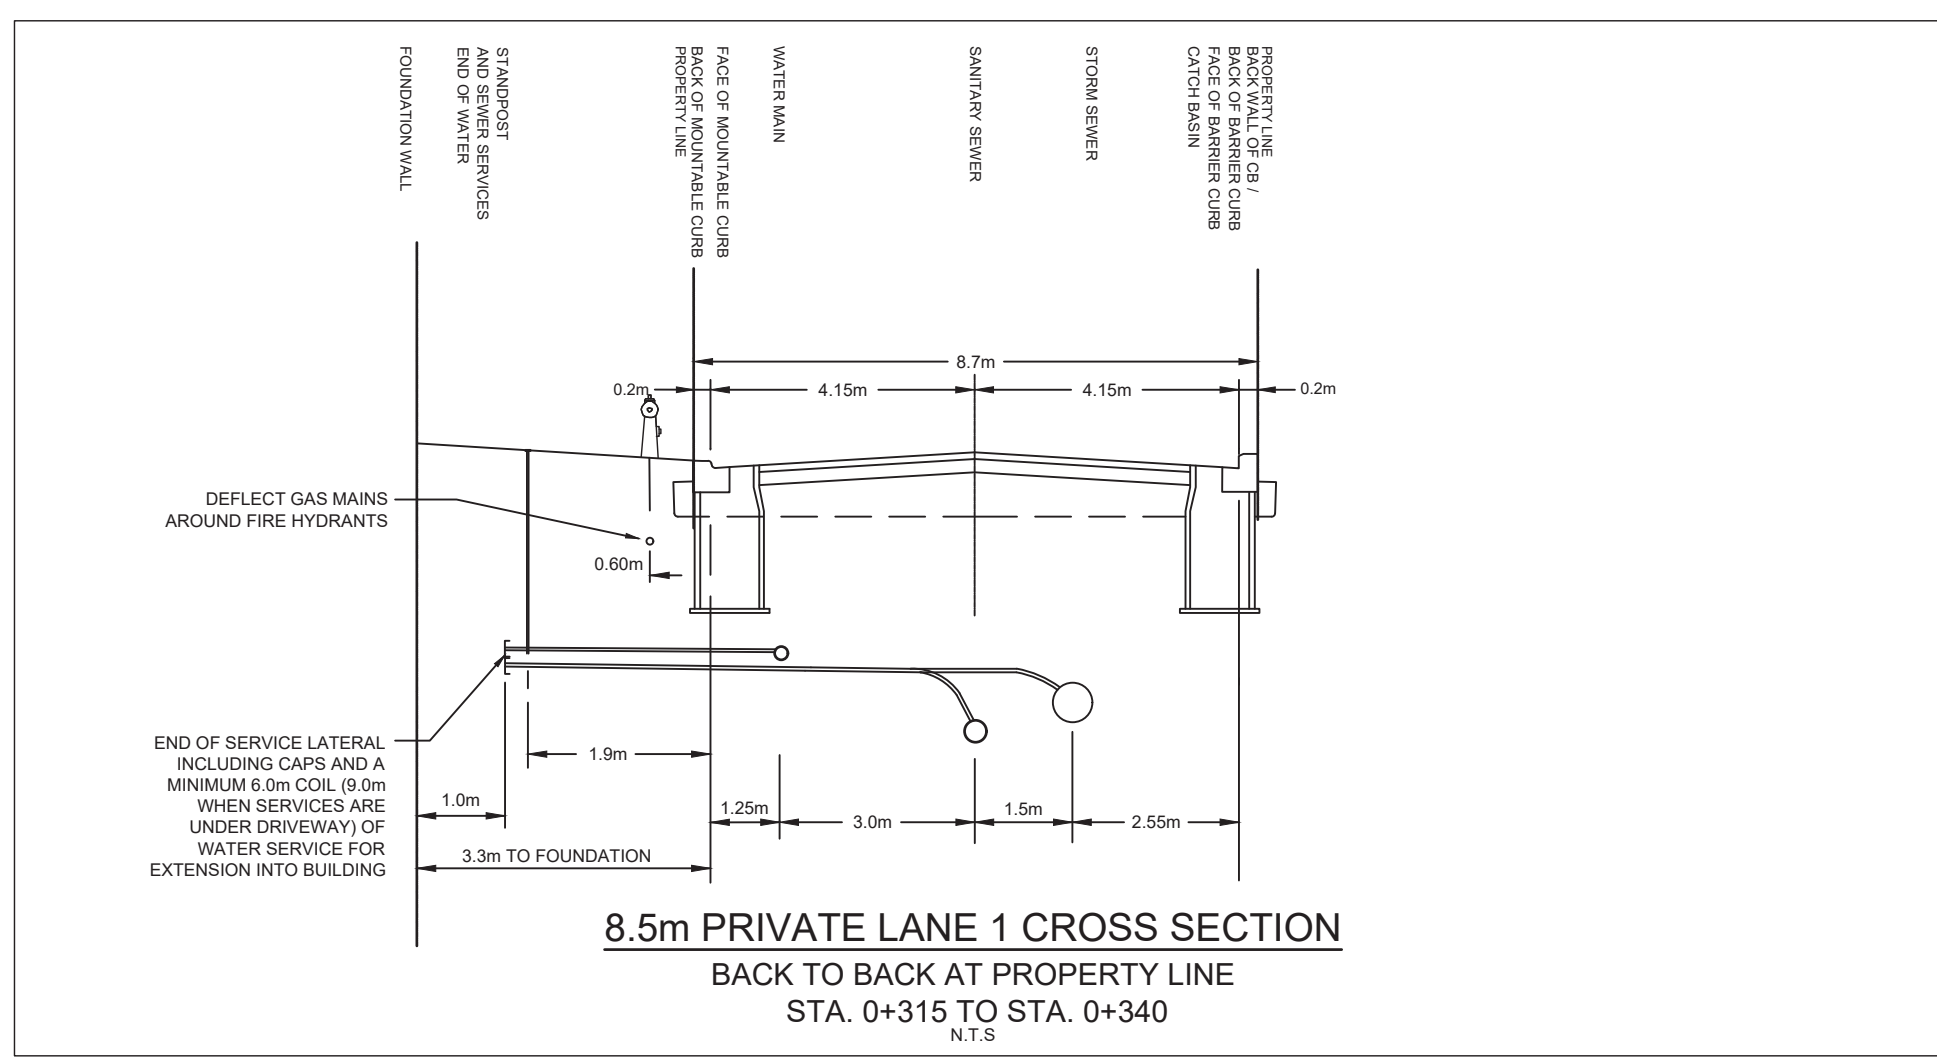 FOUNDATION WALL
STANDPOST
AND SEWER SERVICES
END OF WATER
FACE OF MOUNTABLE CURB
BACK OF MOUNTABLE CURB
PROPERTY LINE
WATER MAIN
SANITARY SEWER
STORM SEWER
PROPERTY LINE
BACK WALL OF CB /
BACK OF BARRIER CURB
FACE OF BARRIER CURB
CATCH BASIN
8.7m
0.2m
4.15m
4.15m
0.2m
DEFLECT GAS MAINS
AROUND FIRE HYDRANTS
0.60m
END OF SERVICE LATERAL
INCLUDING CAPS AND A
MINIMUM 6.0m COIL (9.0m
WHEN SERVICES ARE
UNDER DRIVEWAY) OF
WATER SERVICE FOR
EXTENSION INTO BUILDING
1.9m
1.0m
1.25m
3.0m
1.5m
2.55m
3.3m TO FOUNDATION
8.5m PRIVATE LANE 1 CROSS SECTION
BACK TO BACK AT PROPERTY LINE
STA. 0+315 TO STA. 0+340
N.T.S